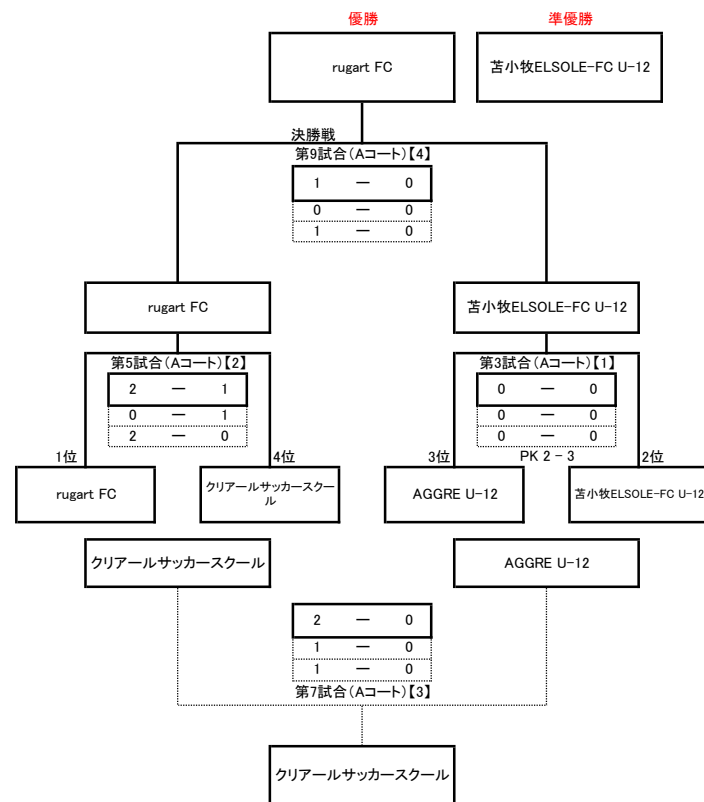 優勝 準優勝
rugart FC 苫小牧ELSOLE-FC U-12
決勝戦
第9試合(Aコート)【4】
1 ー 0
0 ー 0
1 ー 0
rugart FC 苫小牧ELSOLE-FC U-12
第5試合(Aコート)【2】 第3試合(Aコート)【1】
2 ー 1 0 ー 0
0 ー 1 0 ー 0
2 ー 0 0 ー 0
1位 4位 3位 PK 2 - 3 2位
rugart FC クリアールサッカースクー AGGRE U-12 苫小牧ELSOLE-FC U-12
ル
クリアールサッカースクール AGGRE U-12
2 ー 0
1 ー 0
1 ー 0
第7試合(Aコート)【3】
クリアールサッカースクール